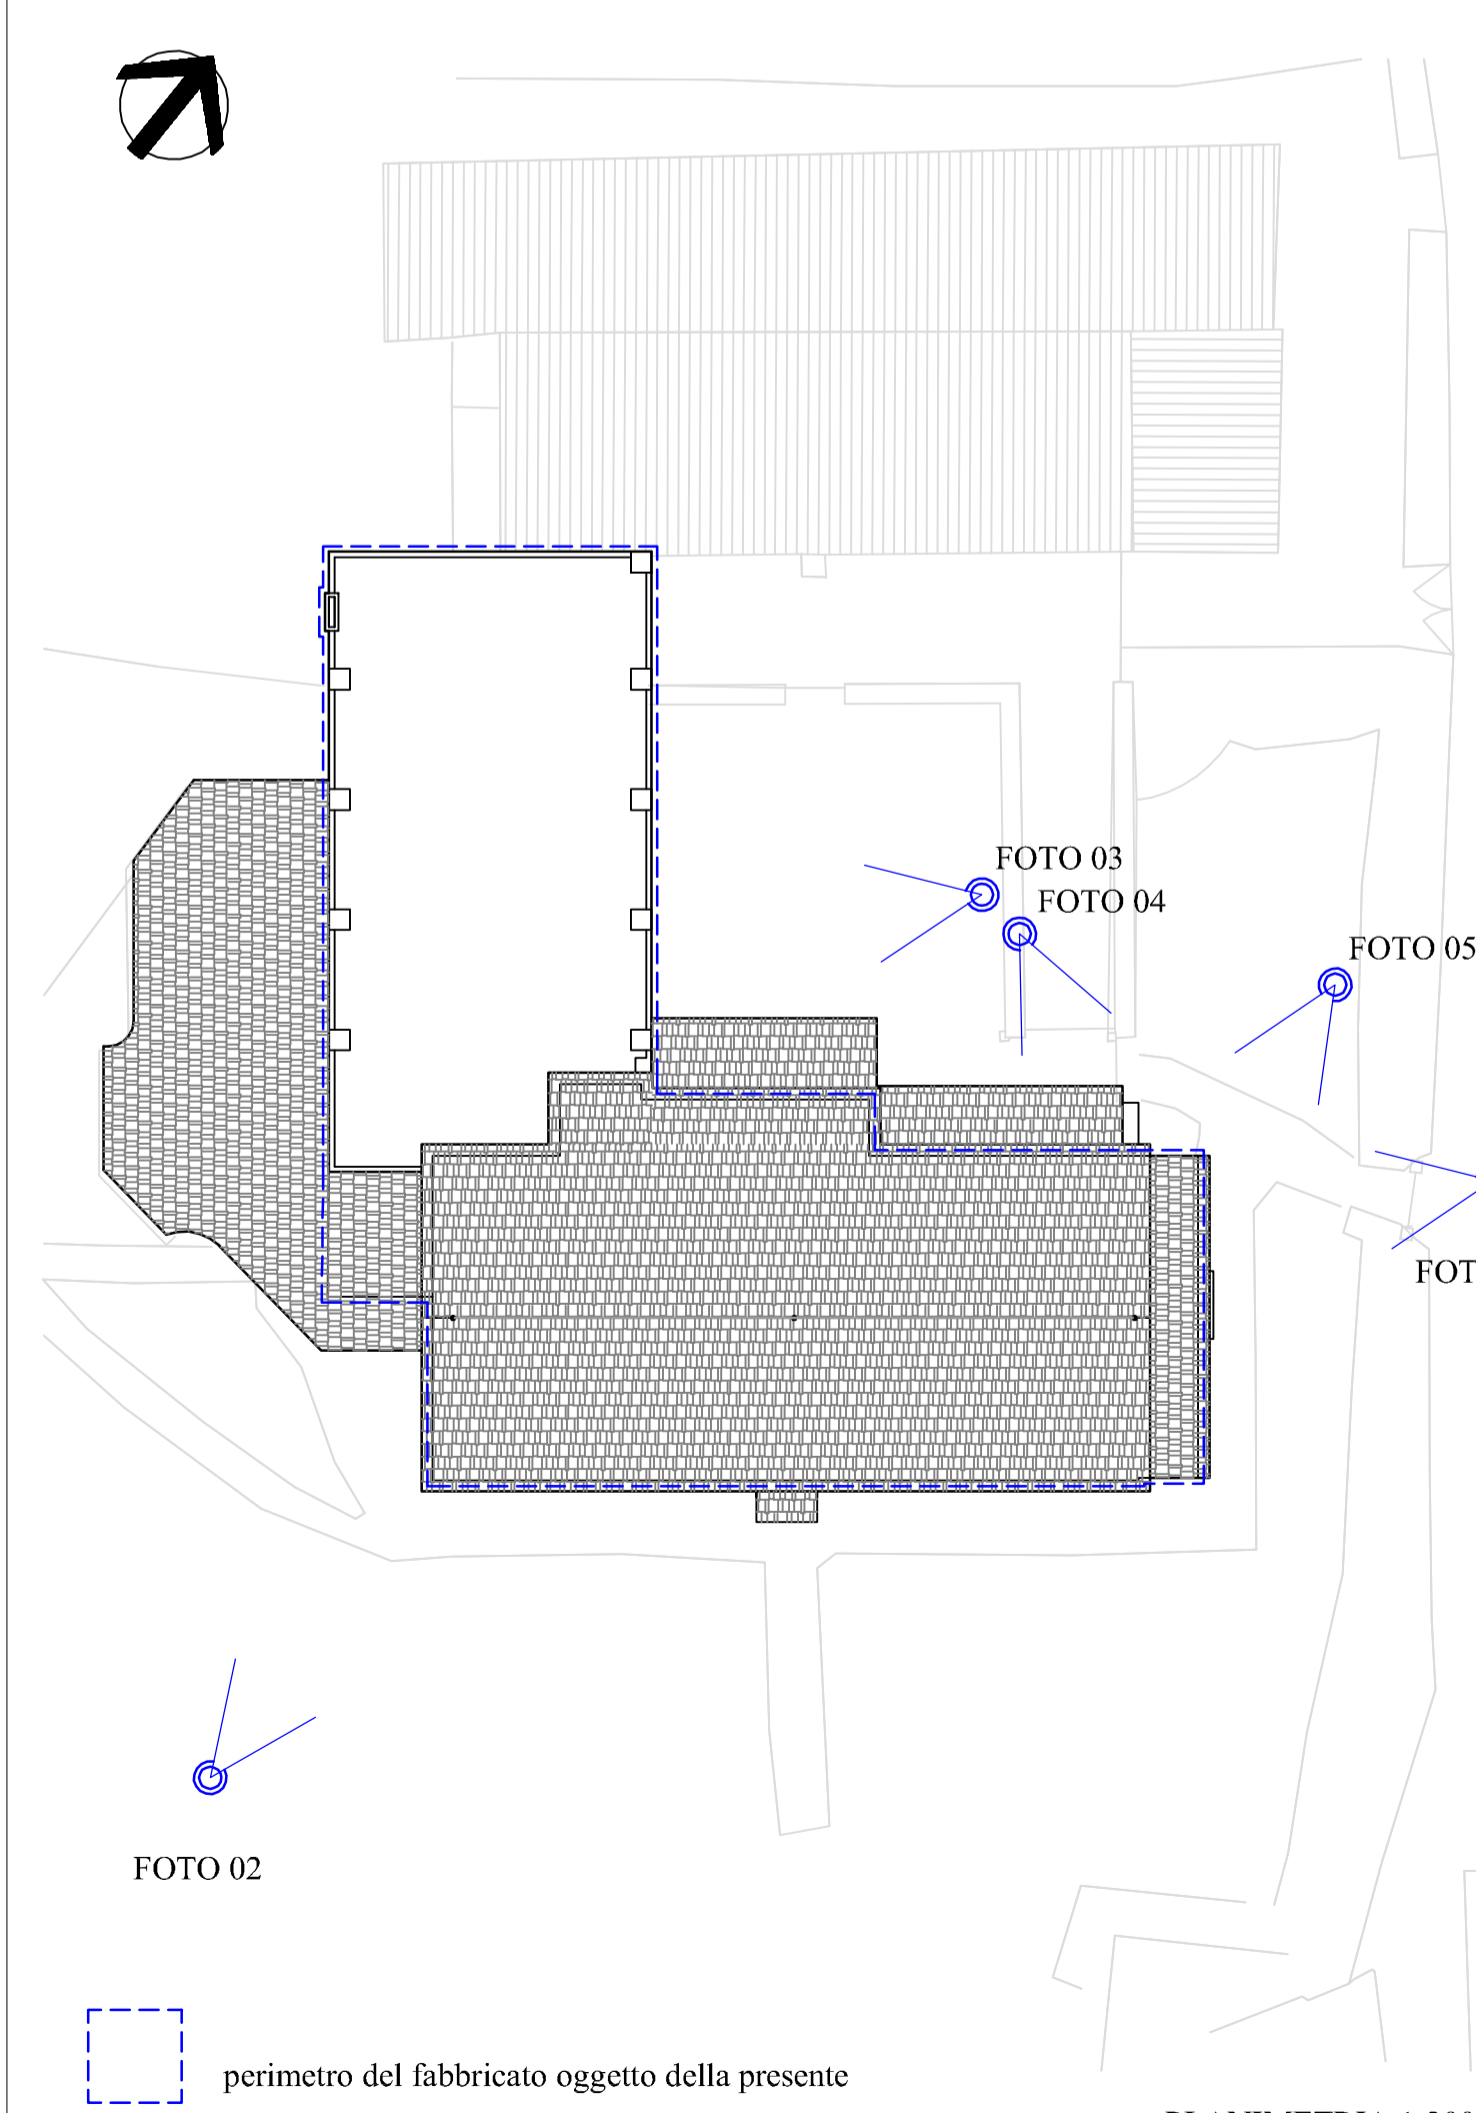 FOTO 03
FOTO 04
FOTO 05
FOT
FOTO 02
perimetro del fabbricato oggetto della presente